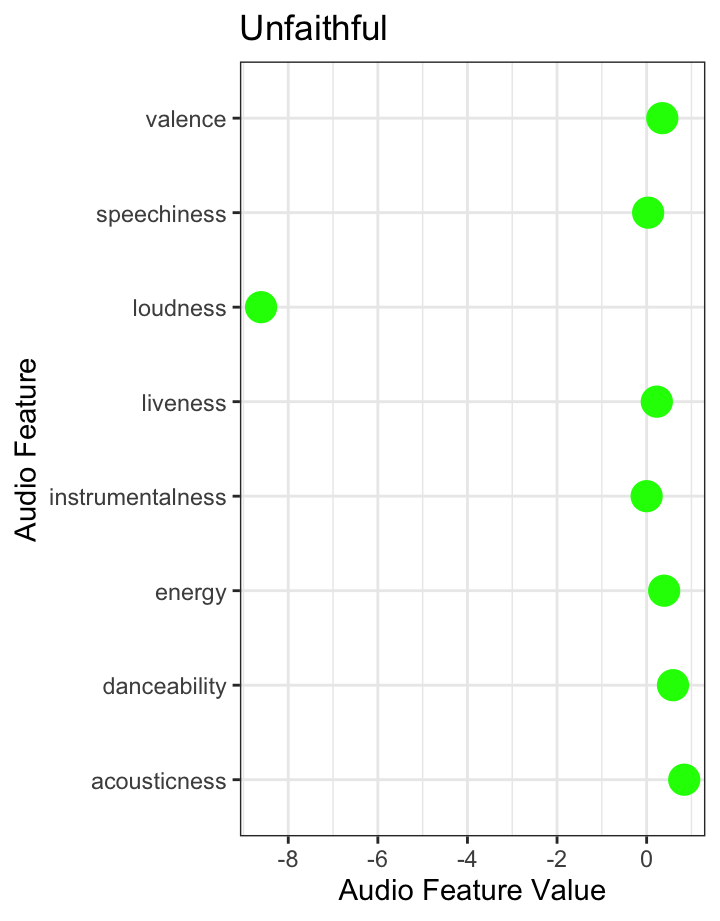 Unfaithful
valence
speechiness
loudness
liveness
instrumentalness
energy
danceability
acousticness
Audio Feature
-8 -6 -4 -2 0
Audio Feature Value